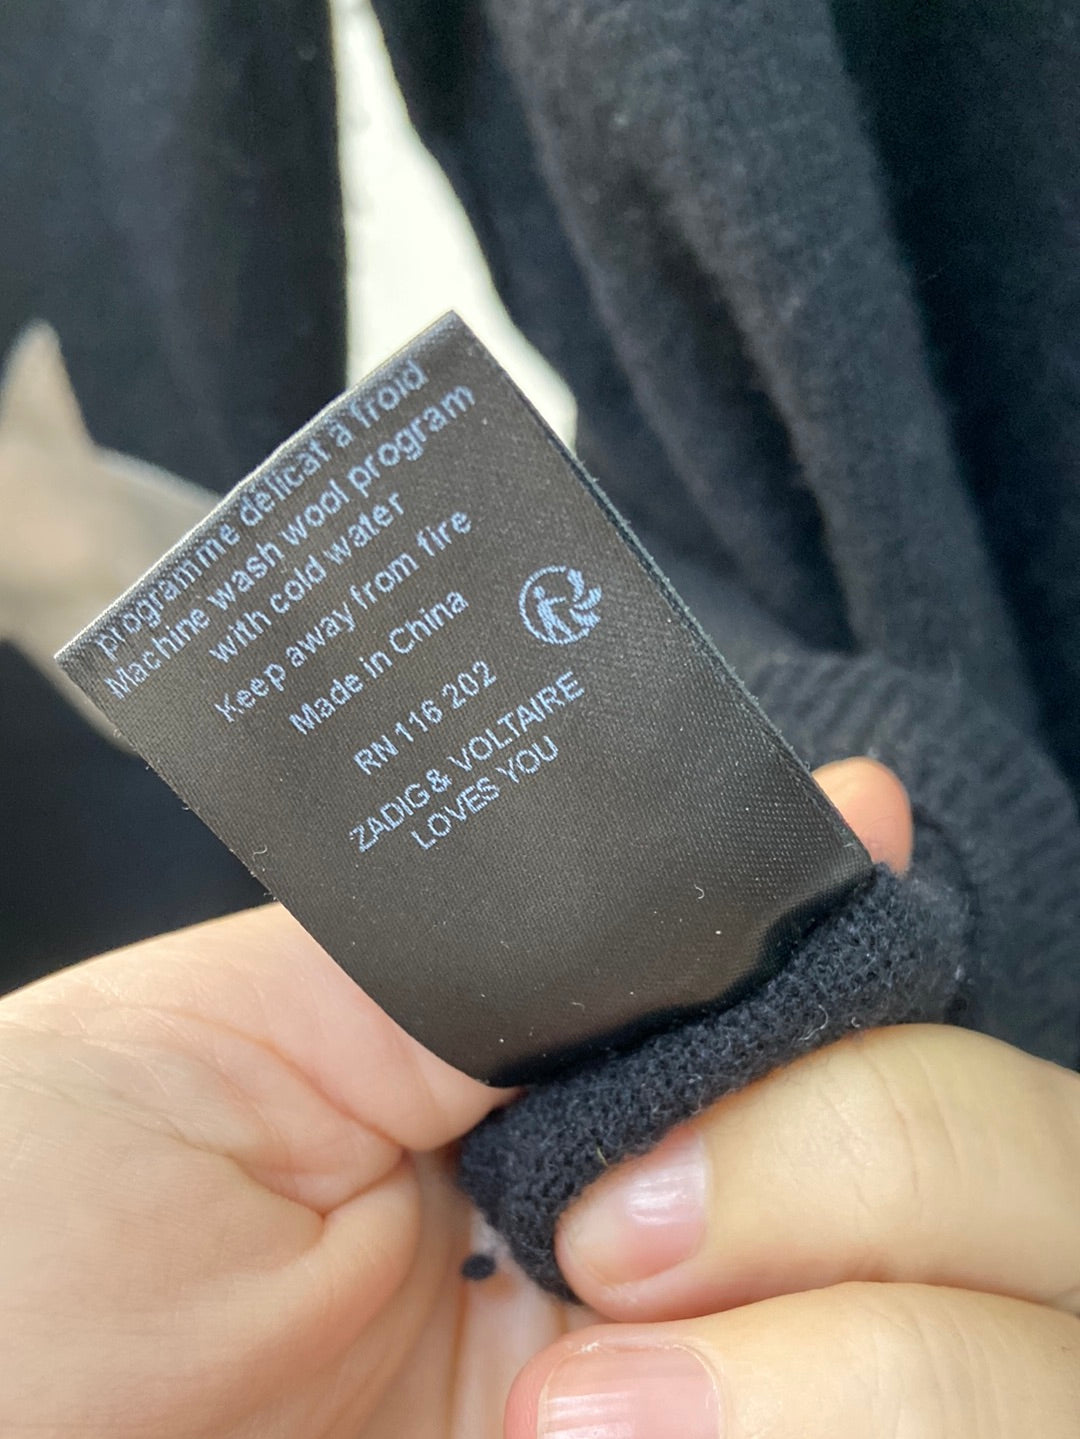 programme délicat à froid
Machine wash wool program
with cold water
Keep away from fire
Made in China
RN 116 202
ZADIG & VOLTAIRE
LOVES YOU